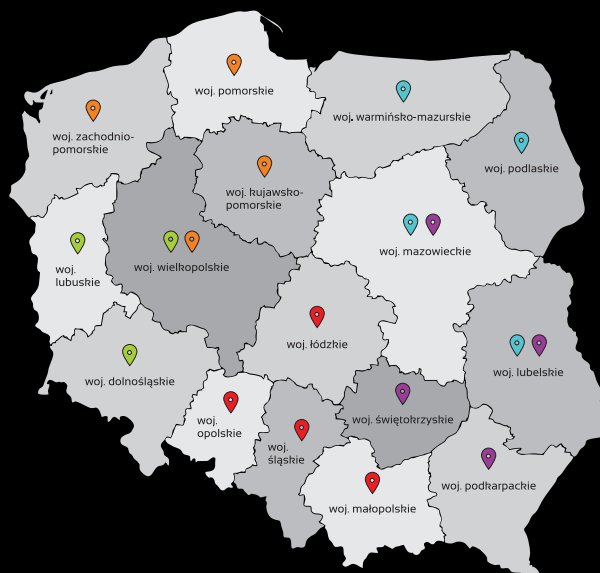 woj. pomorskie
woj. warmińsko-mazurskie
woj. zachodnio-
pomorskie
woj. podlaskie
woj. kujawsko-
pomorskie
woj. mazowieckie
woj. wielkopolskie
woj.
lubuskie
woj. łódzkie
woj. lubelskie
woj. dolnośląskie
woj. świętokrzyskie
woj.
opolskie
woj.
śląskie
woj. podkarpackie
woj. małopolskie